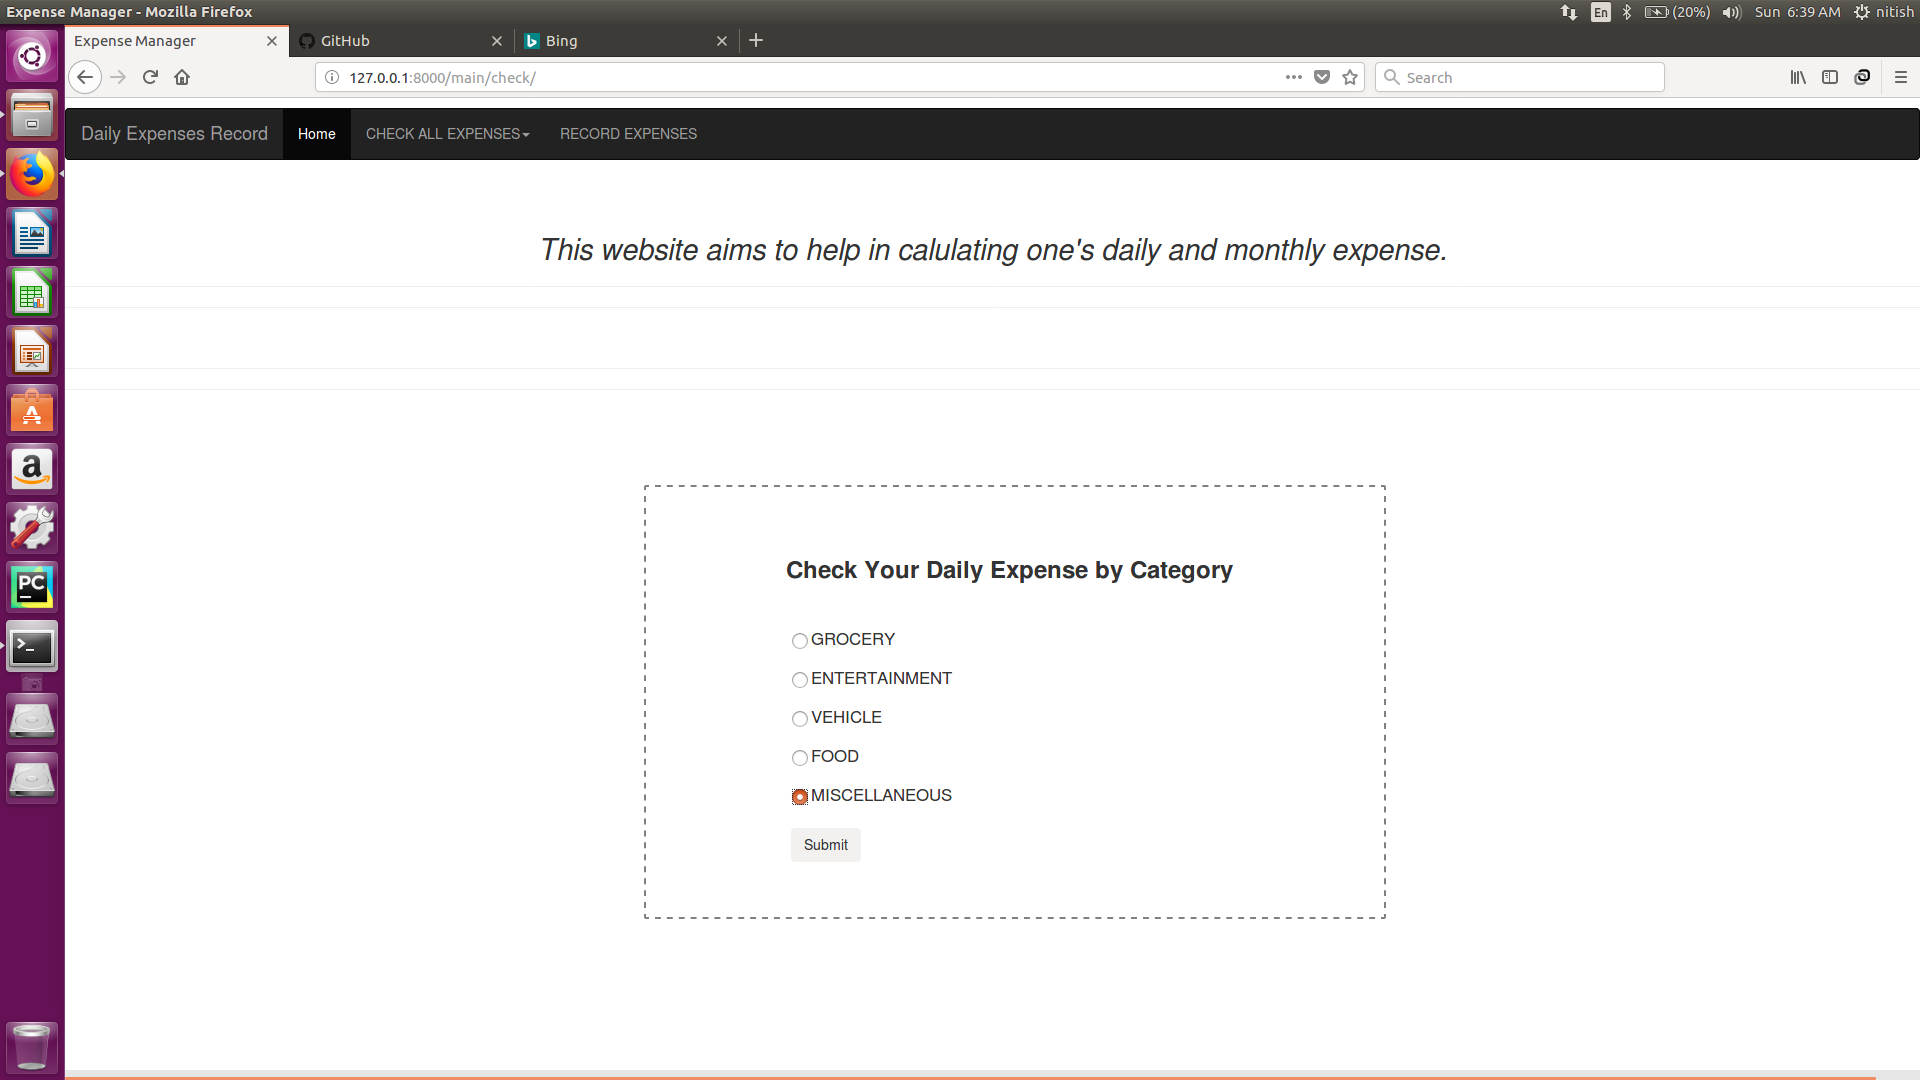 Expense Manager - Mozilla Firefox
En (20%) Sun 6:39 AM nitish
Expense Manager GitHub Bing
127.0.0.1:8000/main/check/ Search
Daily Expenses Record Home CHECK ALL EXPENSES RECORD EXPENSES
This website aims to help in calulating one's daily and monthly expense.
Check Your Daily Expense by Category
GROCERY
ENTERTAINMENT
VEHICLE
FOOD
MISCELLANEOUS
Submit
A
a
PC
>_